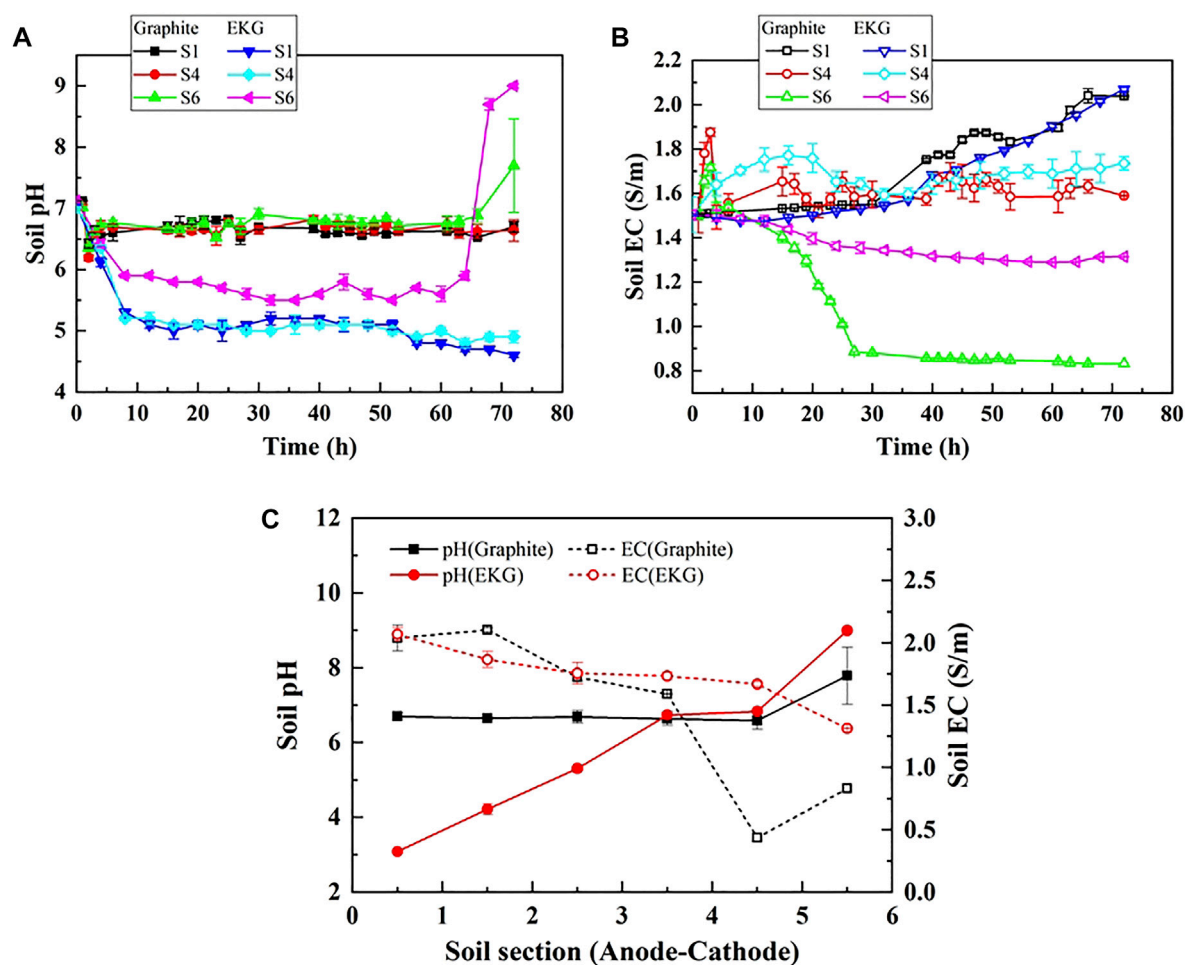 A
Graphite EKG
S1 S1
S4 S4
S6 S6
9
8
7
6
5
4
Soil pH
0 10 20 30 40 50 60 70 80
Time (h)
B
Graphite EKG
S1 S1
S4 S4
S6 S6
2.2
2.0
1.8
1.6
1.4
1.2
1.0
0.8
Soil EC (S/m)
0 10 20 30 40 50 60 70 80
Time (h)
C
pH(Graphite) EC(Graphite)
pH(EKG) EC(EKG)
12
10
8
6
4
2
Soil pH
3.0
2.5
2.0
1.5
1.0
0.5
0.0
Soil EC (S/m)
0 1 2 3 4 5 6
Soil section (Anode-Cathode)